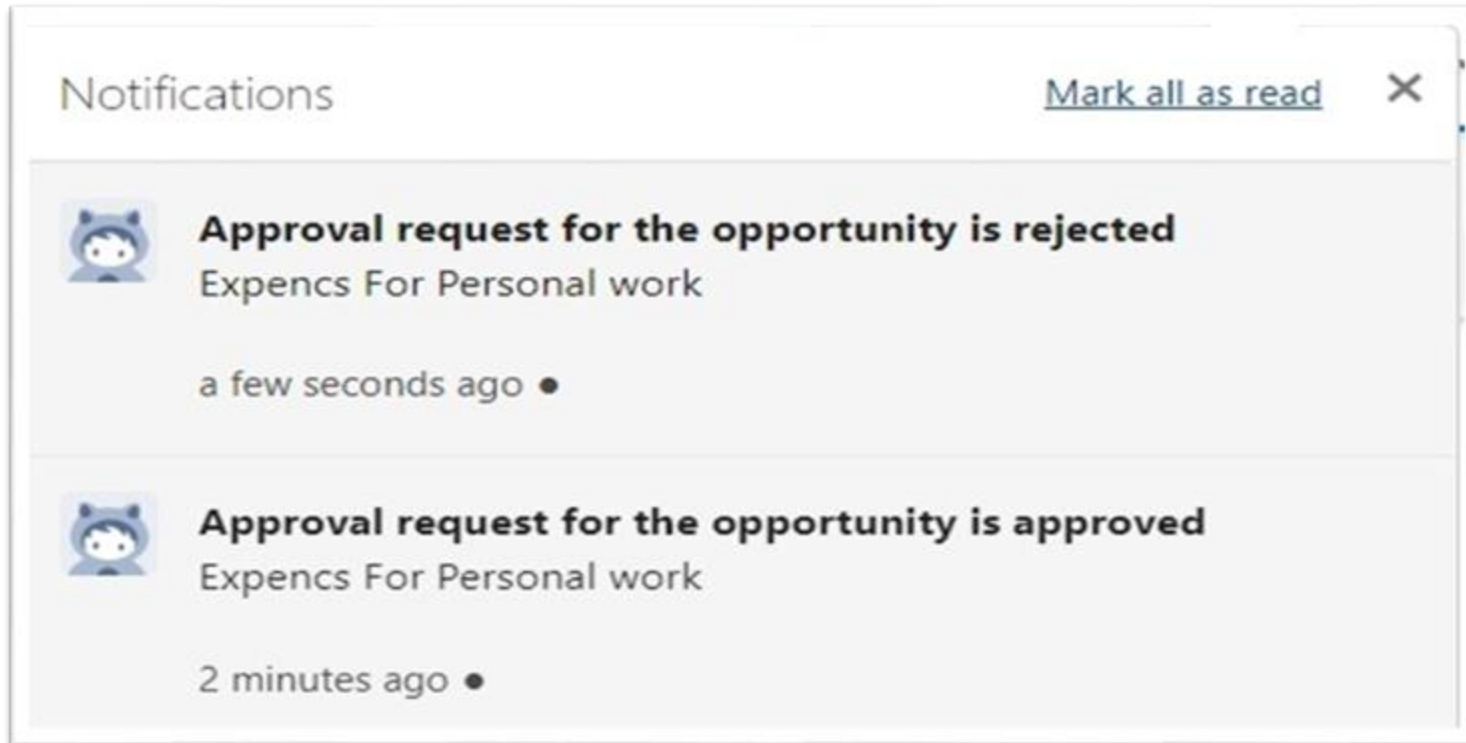 Notifications
Mark all as read
Approval request for the opportunity is rejected
Expencs For Personal work
a few seconds ago
Approval request for the opportunity is approved
Expencs For Personal work
2 minutes ago